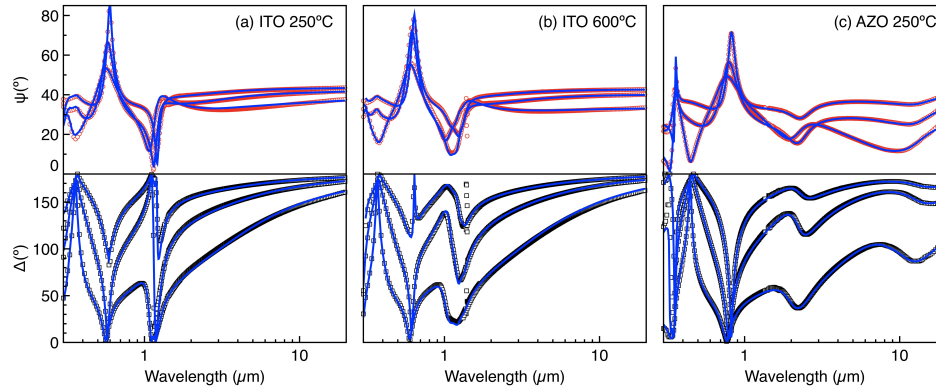 (a) ITO 250ºC
(b) ITO 600ºC
(c) AZO 250ºC
80
60
40
20
0
ψ(°)
150
100
50
0
Δ(°)
1
10
1
10
1
10
Wavelength (µm)
Wavelength (µm)
Wavelength (µm)